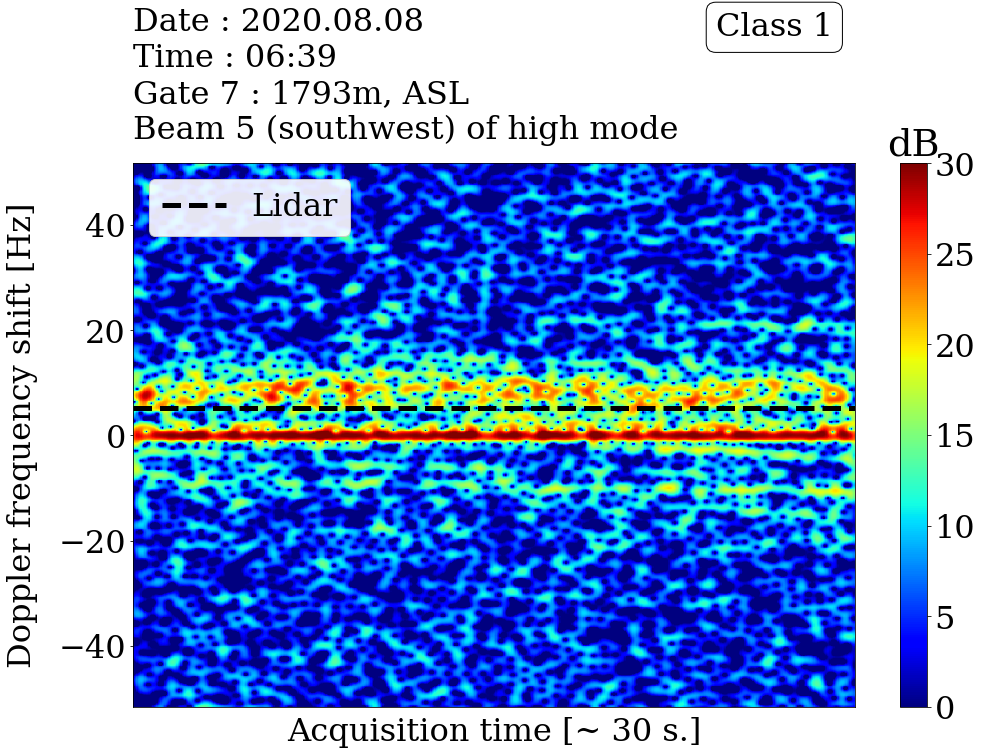 Date : 2020.08.08
Time : 06:39
Gate 7 : 1793m, ASL
Beam 5 (southwest) of high mode
Class 1
dB
Lidar
Doppler frequency shift [Hz]
40
20
0
−20
−40
30
25
20
15
10
5
0
Acquisition time [~ 30 s.]